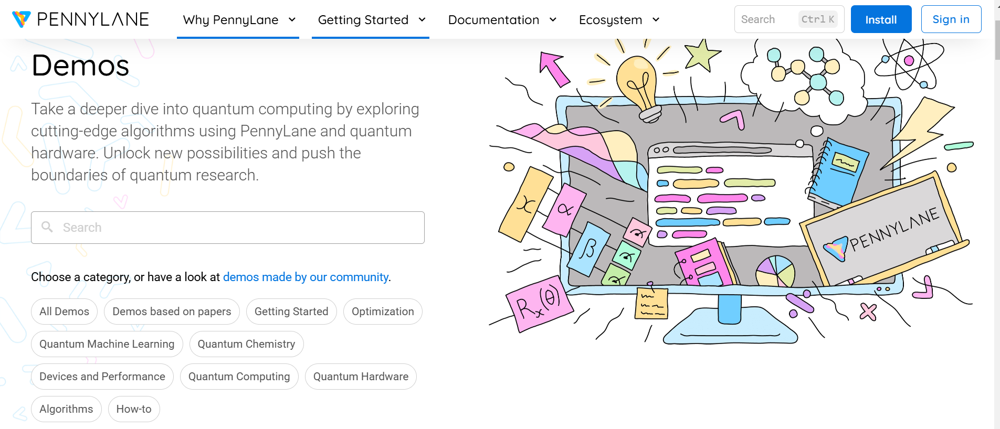 PENNYLANE
Why PennyLane
Getting Started
Documentation
Ecosystem
Search Ctrl K
Install
Sign in
Demos
Take a deeper dive into quantum computing by exploring
cutting-edge algorithms using PennyLane and quantum
hardware. Unlock new possibilities and push the
boundaries of quantum research.
Search
Choose a category, or have a look at demos made by our community.
All Demos
Demos based on papers
Getting Started
Optimization
Quantum Machine Learning
Quantum Chemistry
Devices and Performance
Quantum Computing
Quantum Hardware
Algorithms
How-to
x
α
β
Rx(θ)
PENNYLANE